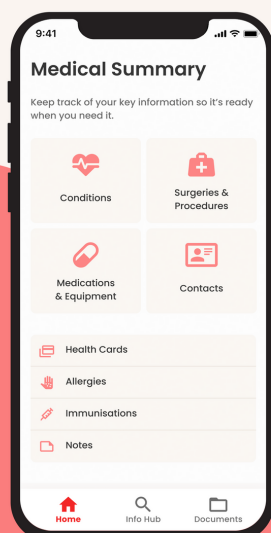 9:41
Medical Summary
Keep track of your key information so it's ready
when you need it.
Conditions
Surgeries &
Procedures
Medications
& Equipment
Contacts
Health Cards
Allergies
Immunisations
Notes
Home
Info Hub
Documents